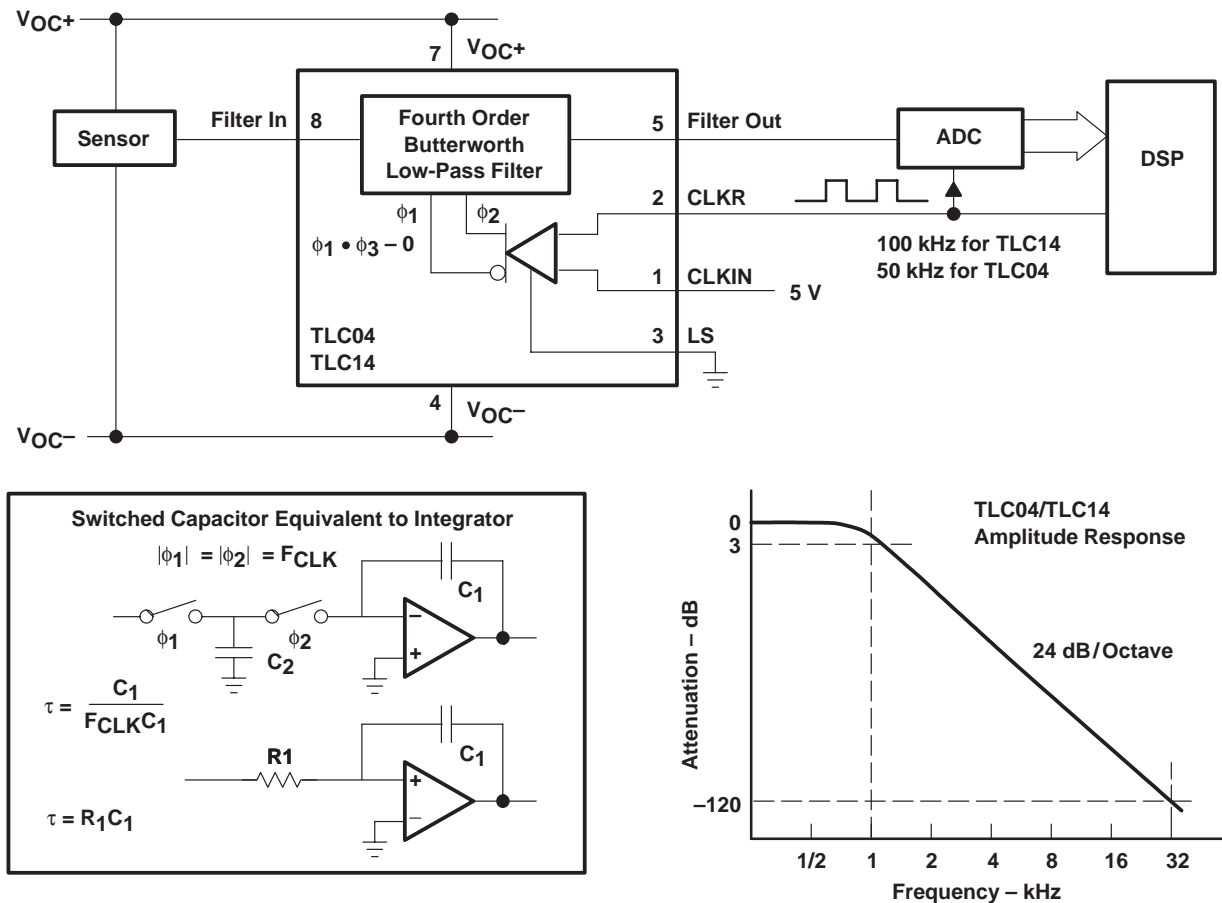 VOC+
7 VOC+
Sensor
Filter In 8
Fourth Order
Butterworth
Low-Pass Filter
5 Filter Out
ADC
DSP
ϕ1 ϕ2
ϕ1 • ϕ3 – 0
2 CLKR
100 kHz for TLC14
50 kHz for TLC04
1 CLKIN
5 V
3 LS
TLC04
TLC14
4 VOC–
VOC–
Switched Capacitor Equivalent to Integrator
|ϕ1| = |ϕ2| = FCLK
C1
ϕ1 ϕ2
C2
– +
τ = C1 / FCLKC1
R1
C1
+ –
τ = R1C1
TLC04/TLC14
Amplitude Response
0
3
–120
Attenuation – dB
24 dB/Octave
1/2 1 2 4 8 16 32
Frequency – kHz